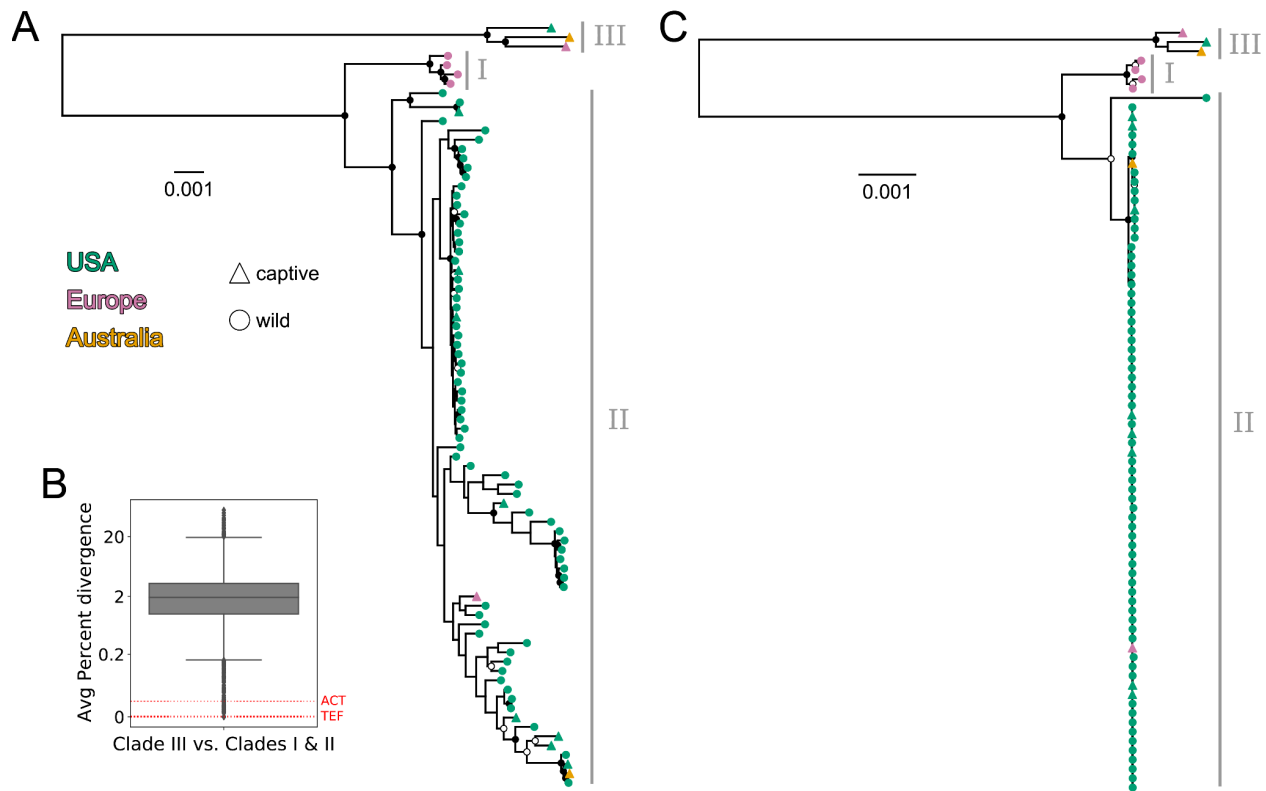 A
III
I
0.001
USA
Europe
Australia
captive
wild
II
B
Avg Percent divergence
20
2
0.2
0
ACT
TEF
Clade III vs. Clades I & II
C
III
I
0.001
II